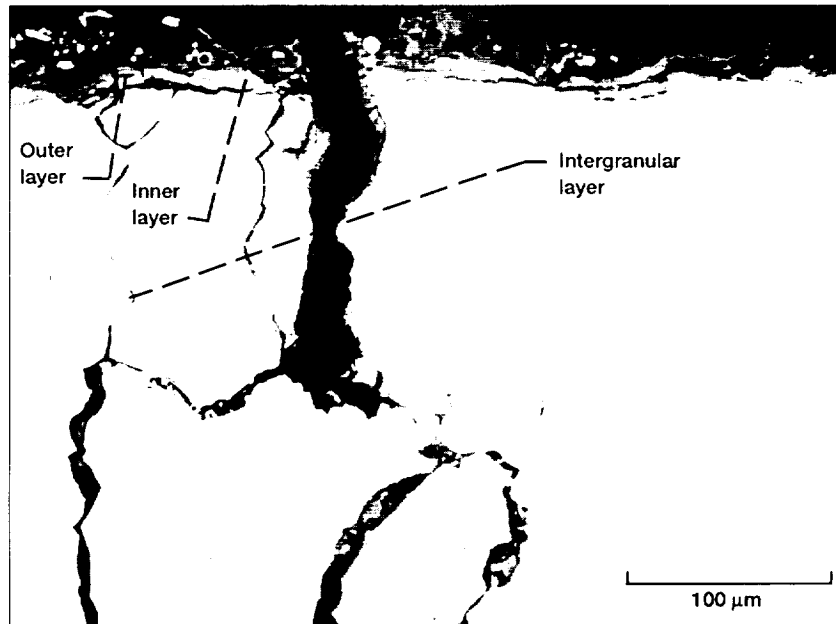 Outer
layer
Inner
layer
Intergranular
layer
100 μm